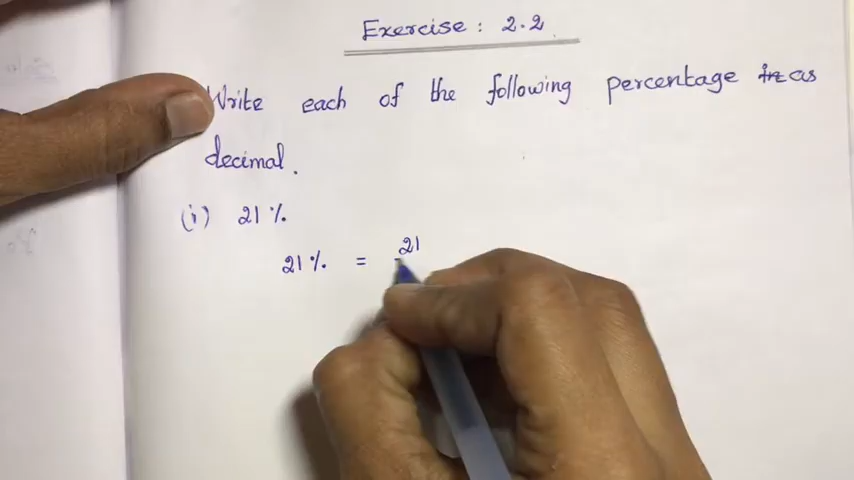 Exercise : 2.2
Write each of the following percentage as
decimal.
(i) 21 %
21 % = 21